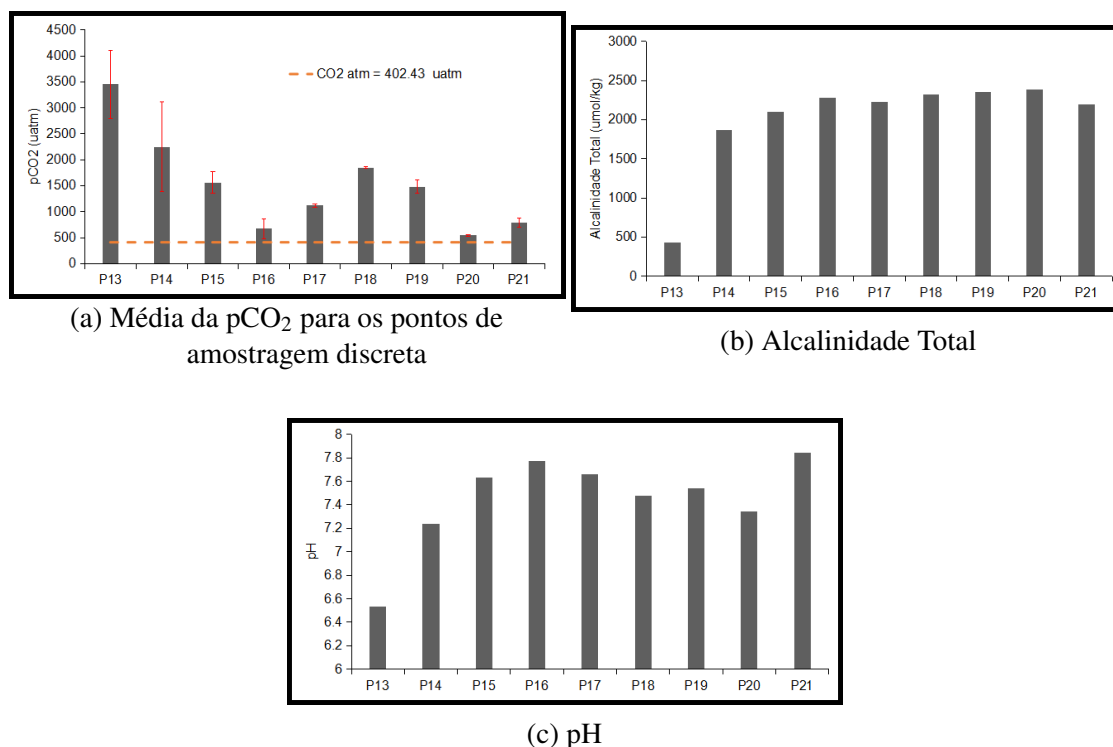 4500
4000
3500
3000
2500
2000
1500
1000
500
0
pCO2 (uatm)
CO2 atm = 402.43 uatm
P13 P14 P15 P16 P17 P18 P19 P20 P21
(a) Média da pCO₂ para os pontos de
amostragem discreta
3000
2500
2000
1500
1000
500
0
Alcalinidade Total (umol/kg)
P13 P14 P15 P16 P17 P18 P19 P20 P21
(b) Alcalinidade Total
8
7.8
7.6
7.4
7.2
7
6.8
6.6
6.4
6.2
6
pH
P13 P14 P15 P16 P17 P18 P19 P20 P21
(c) pH